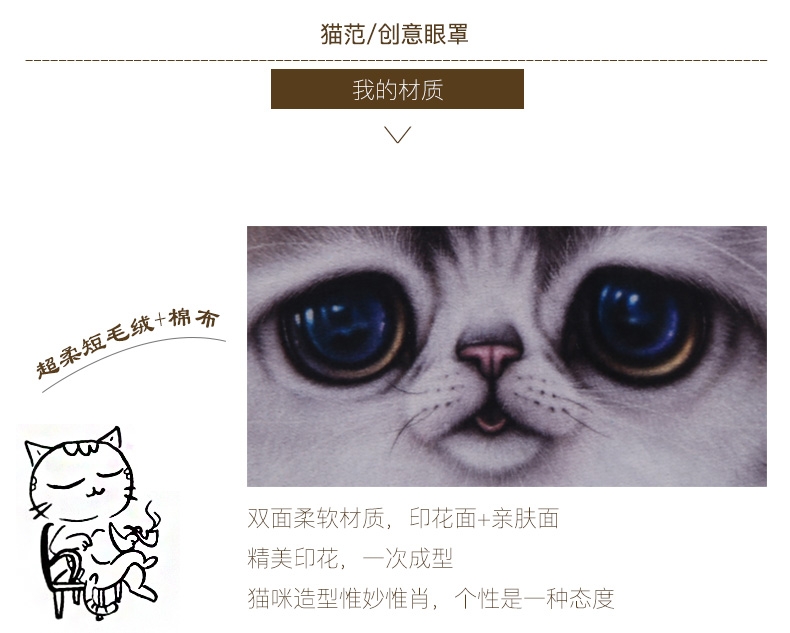 猫范/创意眼罩
我的材质
超柔短毛绒+棉布
双面柔软材质，印花面+亲肤面
精美印花，一次成型
猫咪造型惟妙惟肖，个性是一种态度